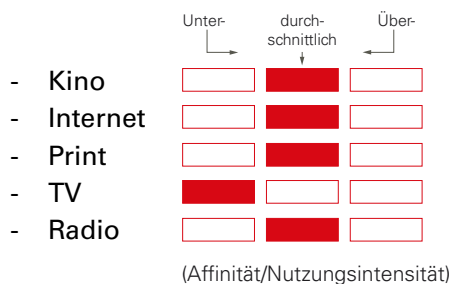 Unter- durch- Über-
schnittlich
- Kino
- Internet
- Print
- TV
- Radio
(Affinität/Nutzungsintensität)